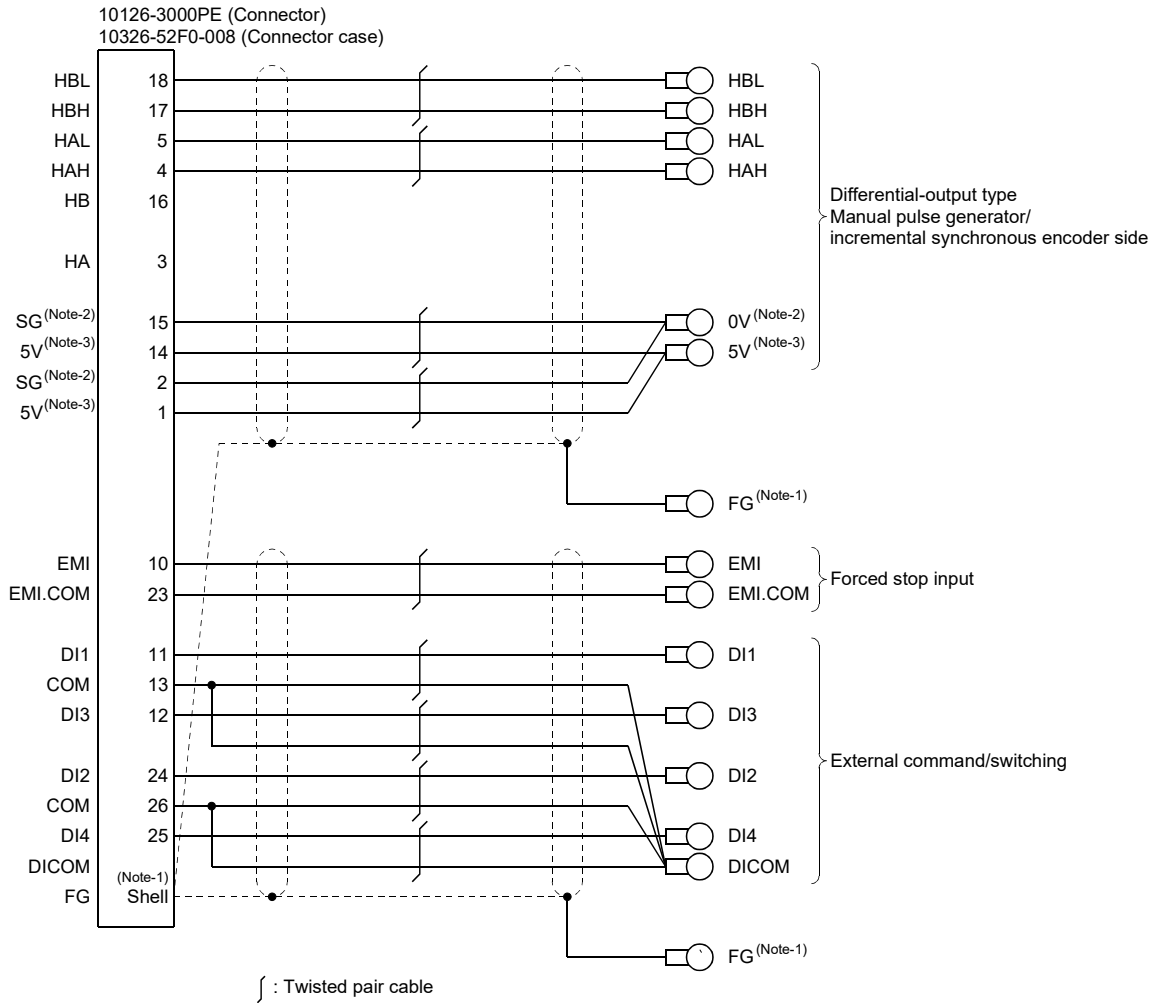 10126-3000PE (Connector)
10326-52F0-008 (Connector case)
HBL 18 HBL
HBH 17 HBH
HAL 5 HAL
HAH 4 HAH
HB 16
Differential-output type
Manual pulse generator/
incremental synchronous encoder side
HA 3
SG(Note-2) 15 0V(Note-2)
5V(Note-3) 14 5V(Note-3)
SG(Note-2) 2
5V(Note-3) 1
FG(Note-1)
EMI 10 EMI
Forced stop input
EMI.COM 23 EMI.COM
DI1 11 DI1
COM 13
DI3 12 DI3
External command/switching
DI2 24 DI2
COM 26
DI4 25 DI4
DICOM DICOM
(Note-1)
FG Shell
FG(Note-1)
: Twisted pair cable